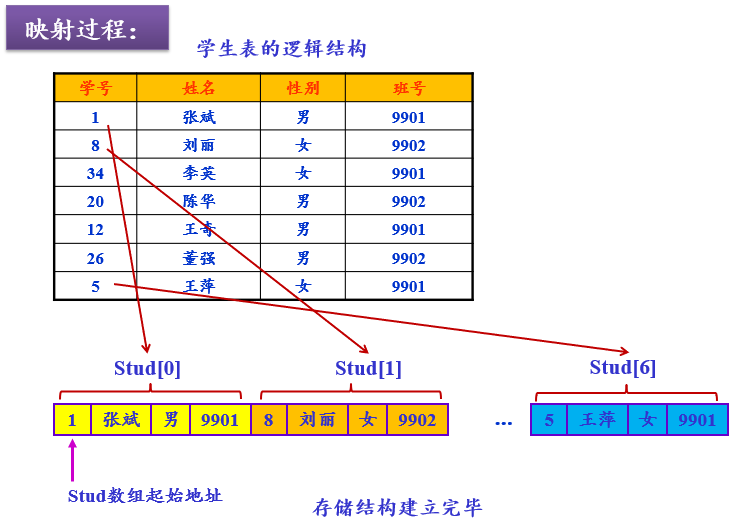 映射过程：
学生表的逻辑结构
学号 姓名 性别 班号
1 张斌 男 9901
8 刘丽 女 9902
34 李英 女 9901
20 陈华 男 9902
12 王奇 男 9901
26 董强 男 9902
5 王萍 女 9901
Stud[0] Stud[1] Stud[6]
1 张斌 男 9901 8 刘丽 女 9902 ... 5 王萍 女 9901
Stud数组起始地址
存储结构建立完毕